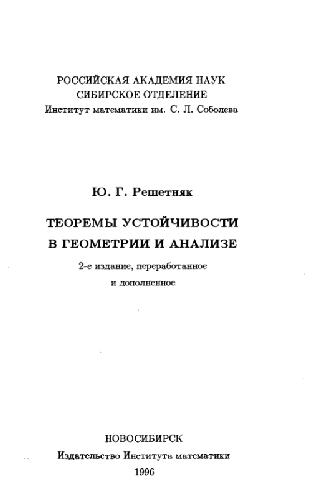 РОССИЙСКАЯ АКАДЕМИЯ НАУК
СИБИРСКОЕ ОТДЕЛЕНИЕ
Институт математики им. С. Л. Соболева
Ю. Г. Решетняк
ТЕОРЕМЫ УСТОЙЧИВОСТИ
В ГЕОМЕТРИИ И АНАЛИЗЕ
2-е издание, переработанное
и дополненное
НОВОСИБИРСК
Издательство Института математики
1996